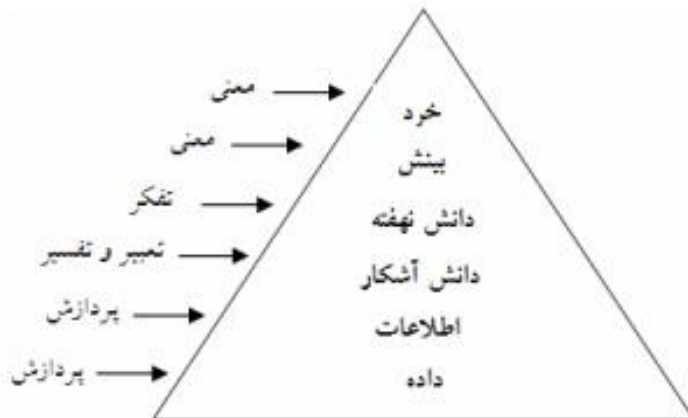 معنی
خرد
معنی
بینش
تفکر
دانش نهفته
تعبیر و تفسیر
دانش آشکار
پردازش
اطلاعات
پردازش
داده